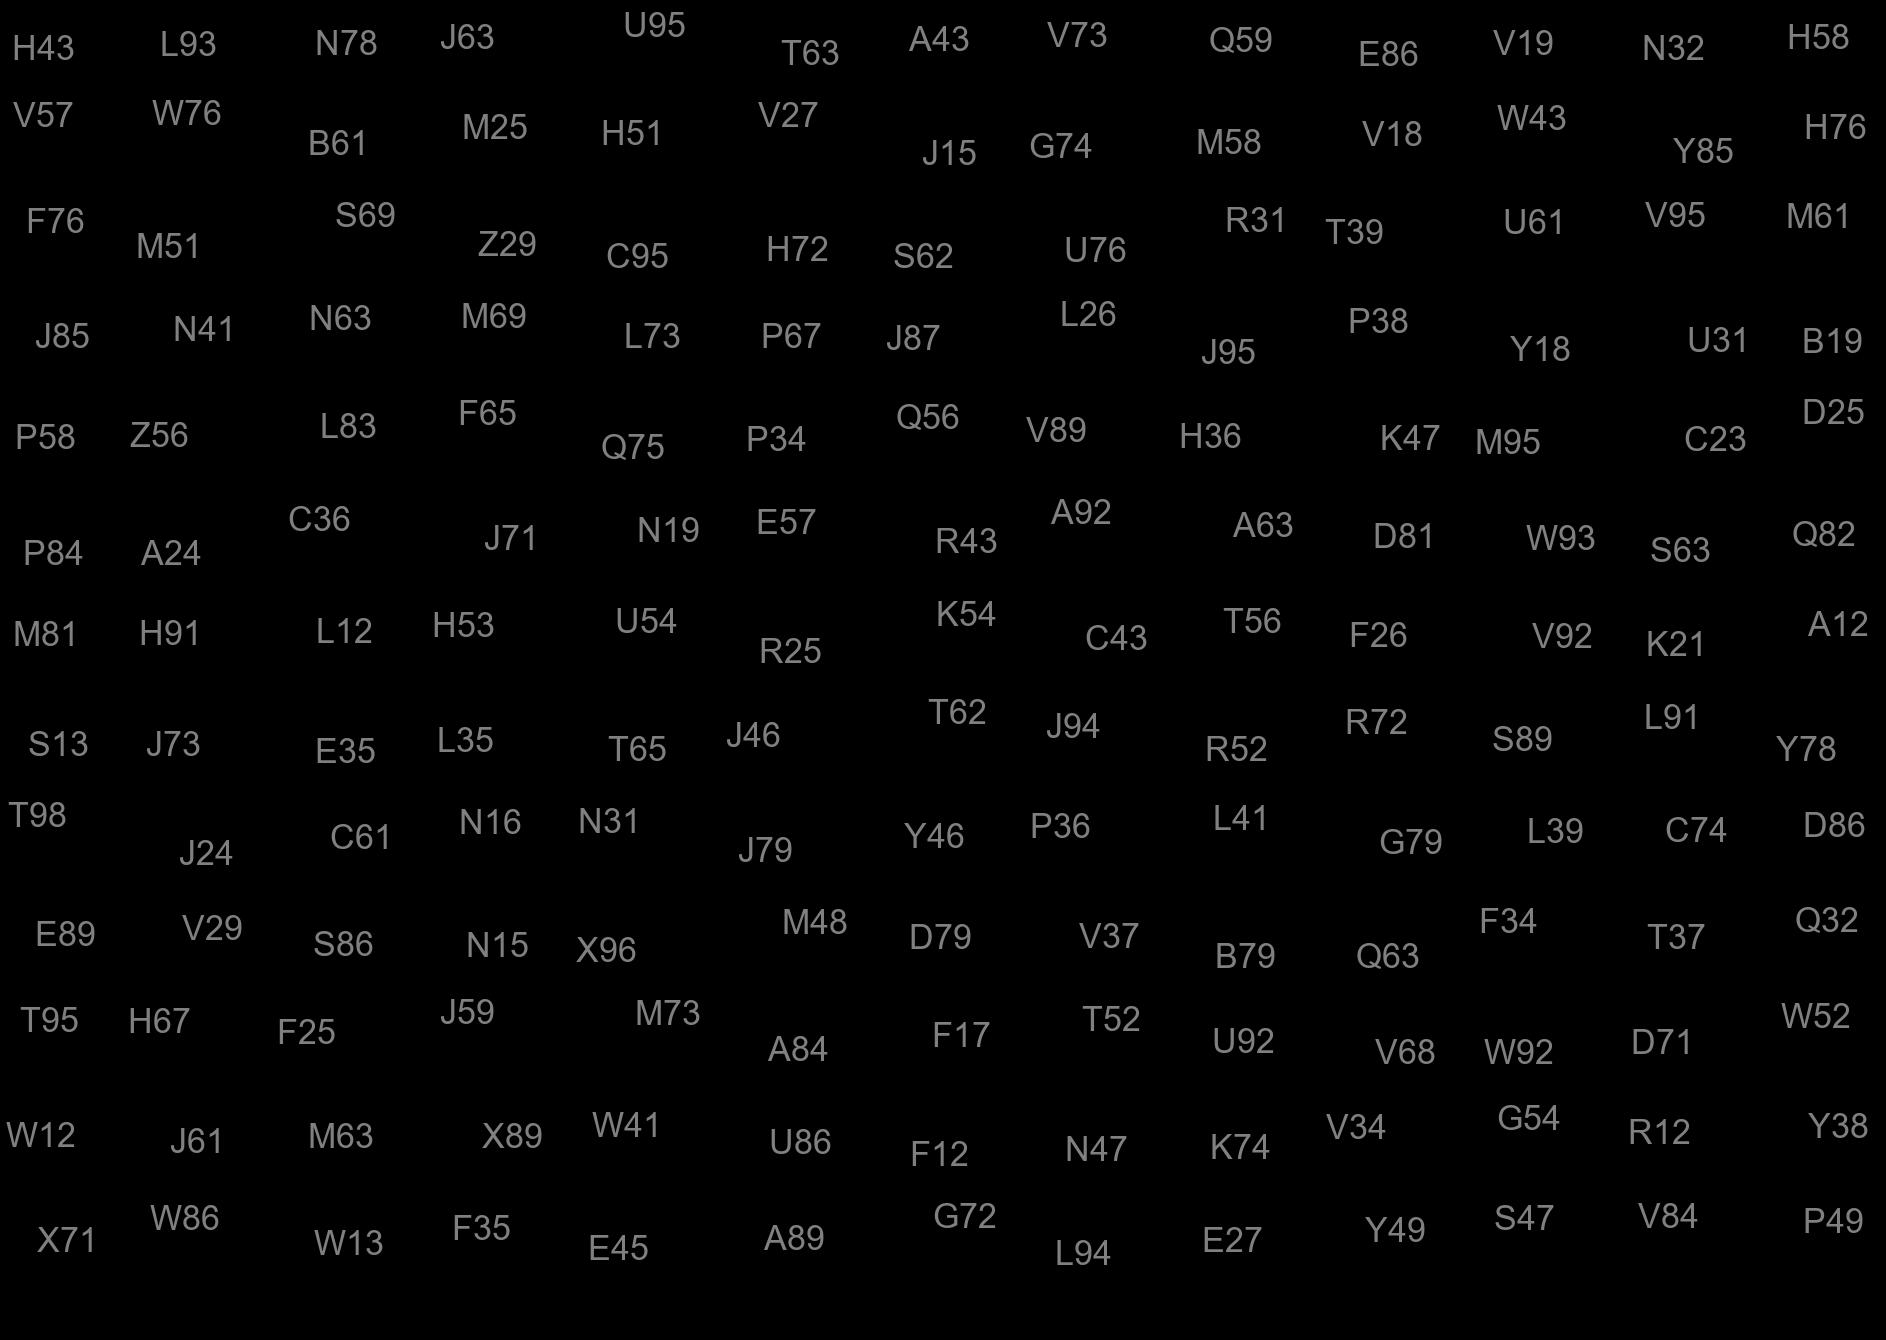 H43 L93 N78 J63 U95 T63 A43 V73 Q59 E86 V19 N32 H58
V57 W76 B61 M25 H51 V27 J15 G74 M58 V18 W43 Y85 H76
F76 M51 S69 Z29 C95 H72 S62 U76 R31 T39 U61 V95 M61
J85 N41 N63 M69 L73 P67 J87 L26 J95 P38 Y18 U31 B19
P58 Z56 L83 F65 Q75 P34 Q56 V89 H36 K47 M95 C23 D25
P84 A24 C36 J71 N19 E57 R43 A92 A63 D81 W93 S63 Q82
M81 H91 L12 H53 U54 R25 K54 C43 T56 F26 V92 K21 A12
S13 J73 E35 L35 T65 J46 T62 J94 R52 R72 S89 L91 Y78
T98 J24 C61 N16 N31 J79 Y46 P36 L41 G79 L39 C74 D86
E89 V29 S86 N15 X96 M48 D79 V37 B79 Q63 F34 T37 Q32
T95 H67 F25 J59 M73 A84 F17 T52 U92 V68 W92 D71 W52
W12 J61 M63 X89 W41 U86 F12 N47 K74 V34 G54 R12 Y38
X71 W86 W13 F35 E45 A89 G72 L94 E27 Y49 S47 V84 P49